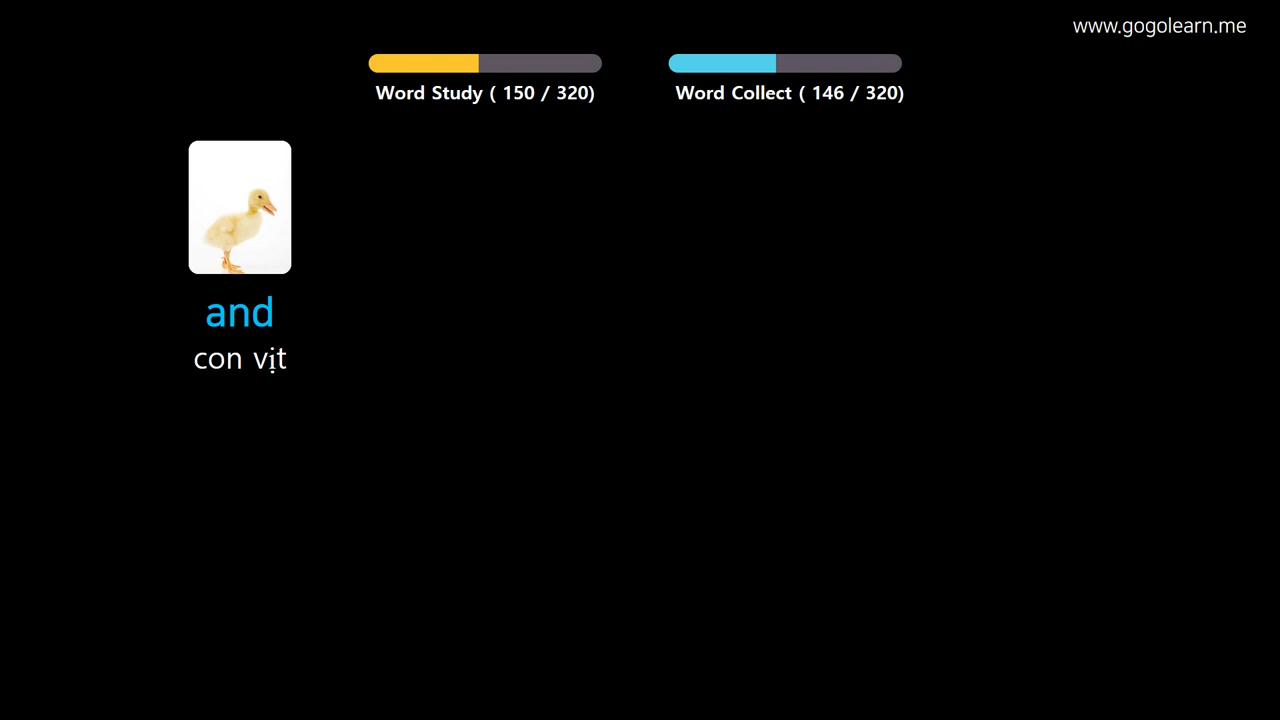 www.gogolearn.me
Word Study ( 150 / 320)
Word Collect ( 146 / 320)
and
con vịt